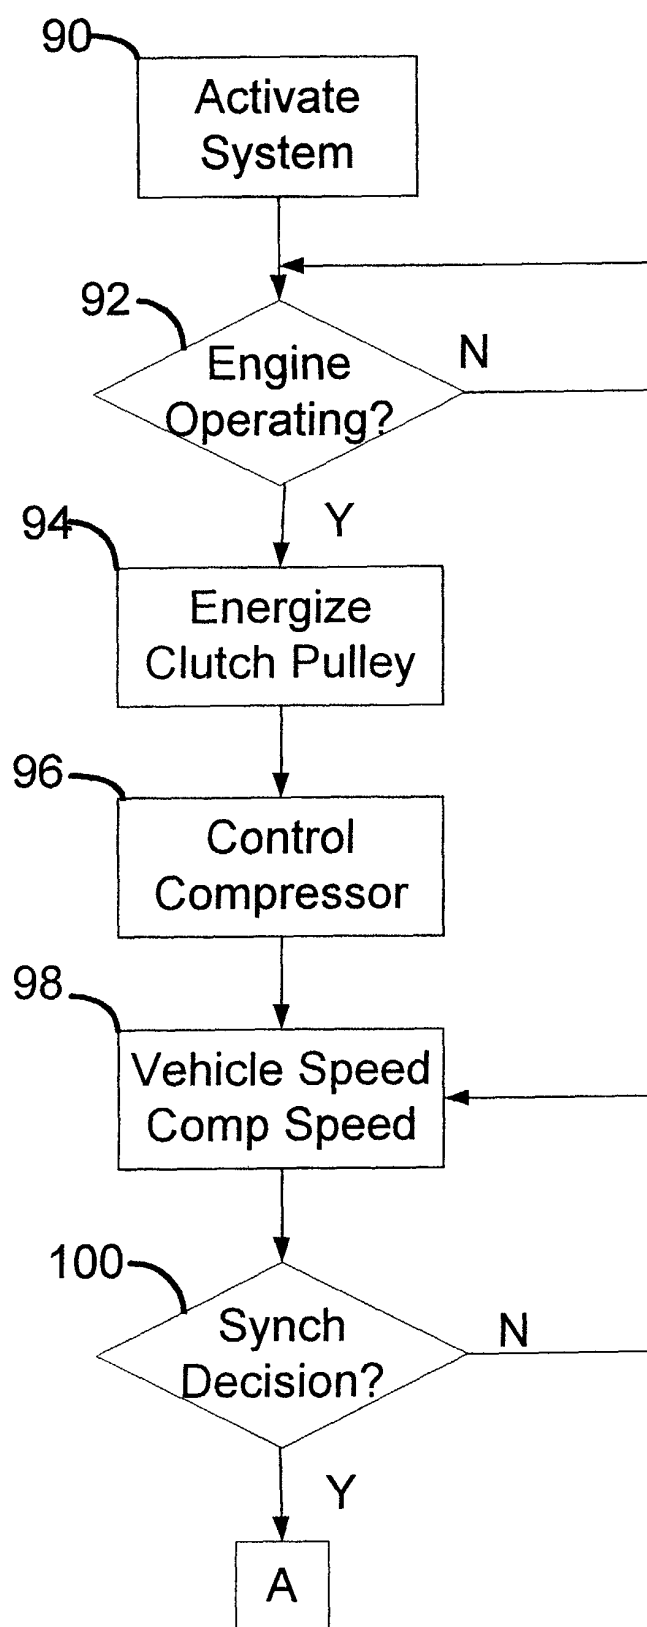 90
Activate
System
92
Engine
Operating?
N
Y
94
Energize
Clutch Pulley
96
Control
Compressor
98
Vehicle Speed
Comp Speed
100
Synch
Decision?
N
Y
A